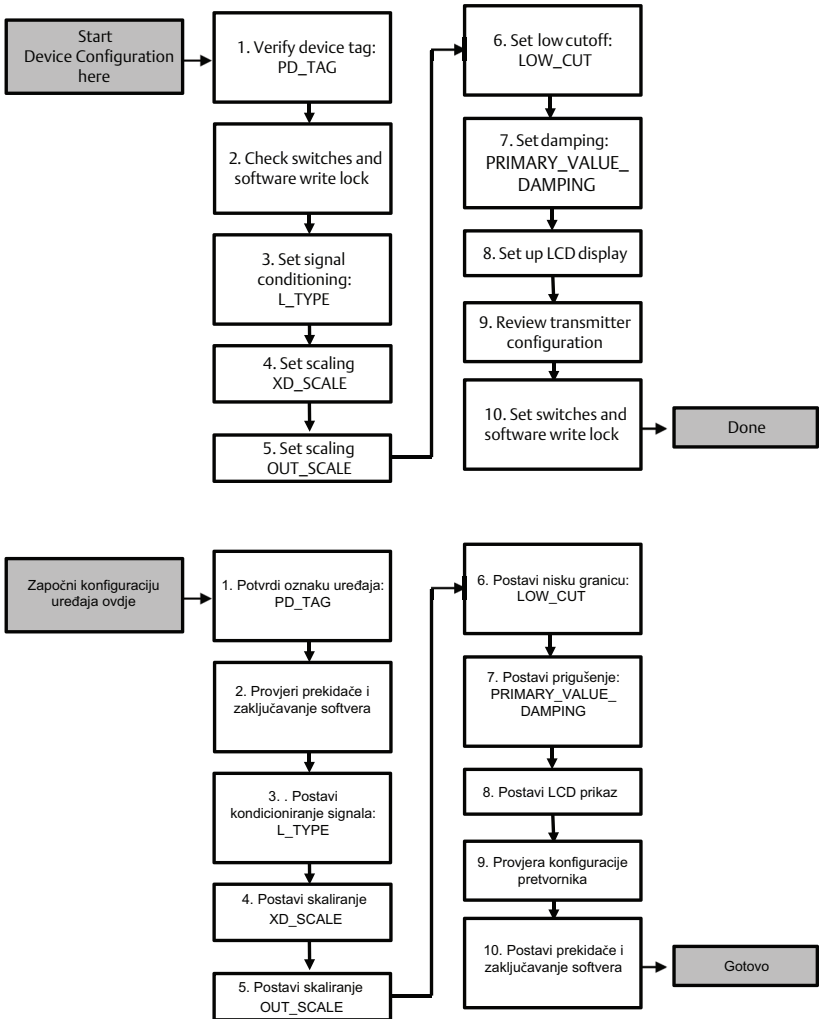 Start
Device Configuration
here
1. Verify device tag:
PD_TAG
2. Check switches and
software write lock
3. Set signal
conditioning:
L_TYPE
4. Set scaling
XD_SCALE
5. Set scaling
OUT_SCALE
6. Set low cutoff:
LOW_CUT
7. Set damping:
PRIMARY_VALUE_
DAMPING
8. Set up LCD display
9. Review transmitter
configuration
10. Set switches and
software write lock
Done
Započni konfiguraciju
uređaja ovdje
1. Potvrdi oznaku uređaja:
PD_TAG
2. Provjeri prekidače i
zaključavanje softvera
3. . Postavi
kondicioniranje signala:
L_TYPE
4. Postavi skaliranje
XD_SCALE
5. Postavi skaliranje
OUT_SCALE
6. Postavi nisku granicu:
LOW_CUT
7. Postavi prigušenje:
PRIMARY_VALUE_
DAMPING
8. Postavi LCD prikaz
9. Provjera konfiguracije
pretvornika
10. Postavi prekidače i
zaključavanje softvera
Gotovo